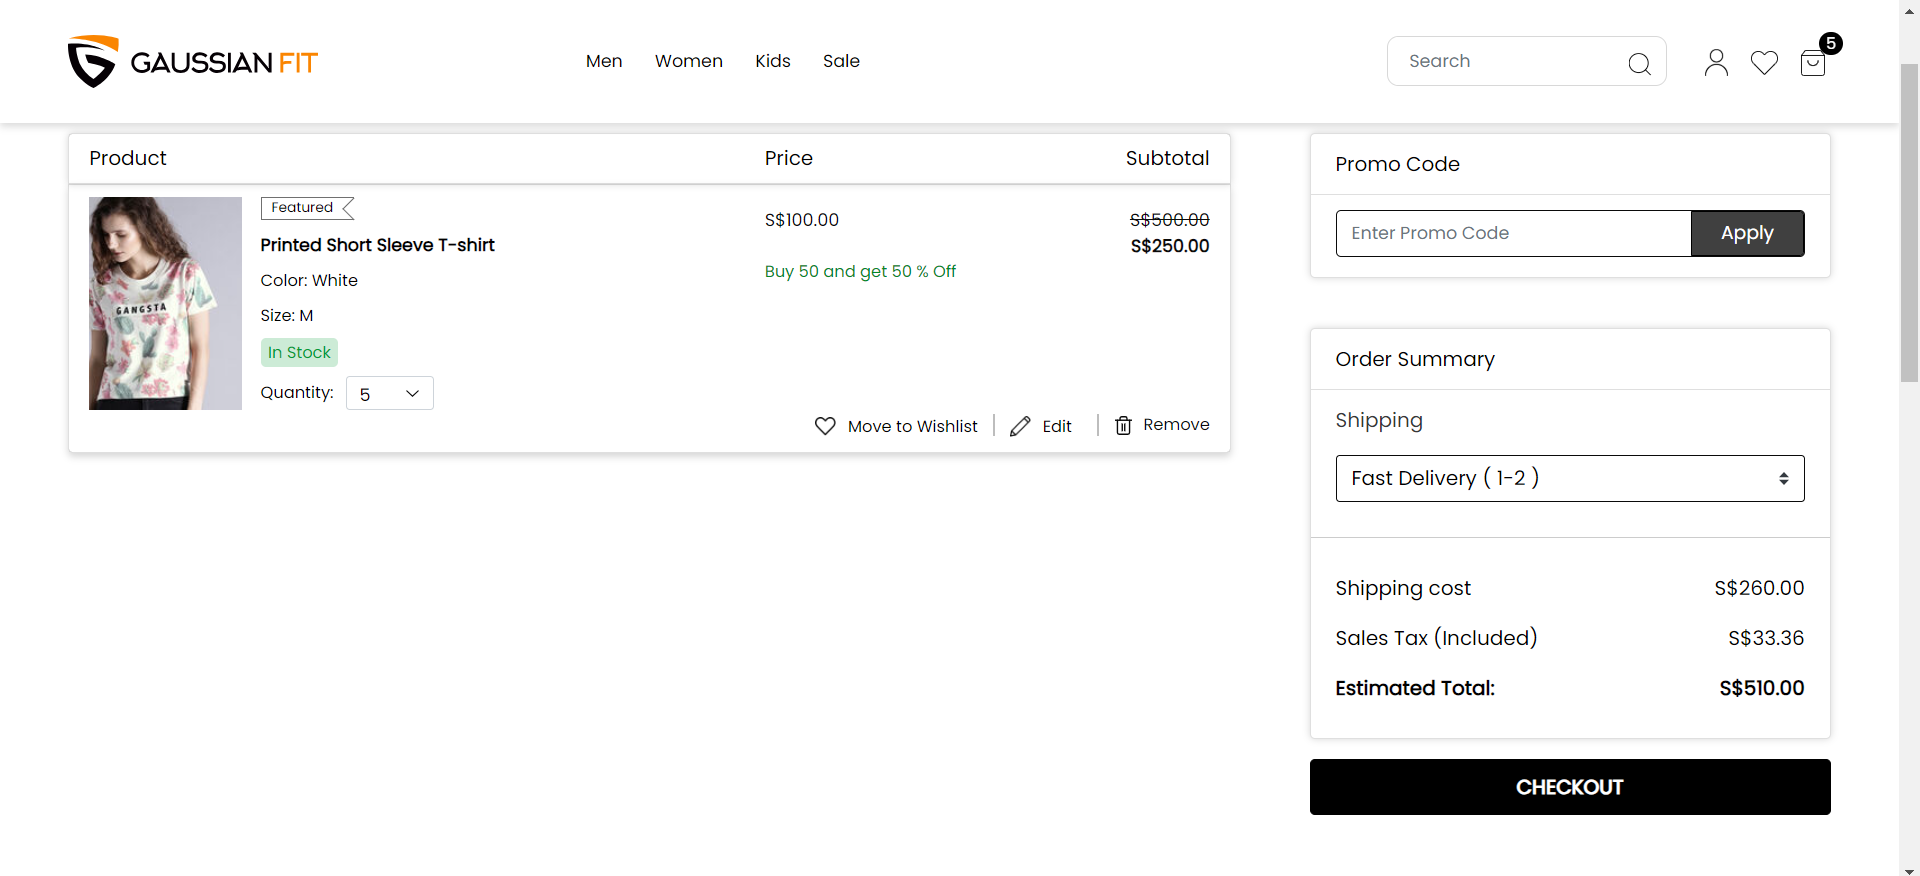 GAUSSIAN FIT
Men Women Kids Sale
Search
5
Product Price Subtotal
Featured
Printed Short Sleeve T-shirt
Color: White
Size: M
In Stock
Quantity: 5
GANGSTA
S$100.00
Buy 50 and get 50 % Off
S$500.00
S$250.00
Move to Wishlist
Edit
Remove
Promo Code
Enter Promo Code Apply
Order Summary
Shipping
Fast Delivery ( 1-2 )
Shipping cost S$260.00
Sales Tax (Included) S$33.36
Estimated Total: S$510.00
CHECKOUT